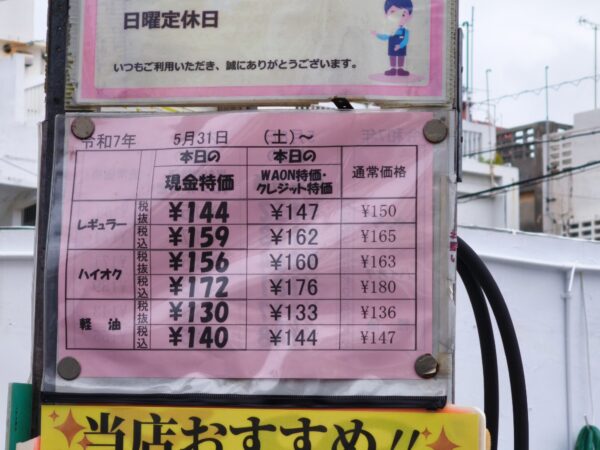 日曜定休日
いつもご利用いただき、誠にありがとうございます。
令和7年 5月31日 (土)～
本日の 現金特価 本日の WAON特価・クレジット特価 通常価格
レギュラー 税抜 ¥144 ¥147 ¥150
税込 ¥159 ¥162 ¥165
ハイオク 税抜 ¥156 ¥160 ¥163
税込 ¥172 ¥176 ¥180
軽油 税抜 ¥130 ¥133 ¥136
税込 ¥140 ¥144 ¥147
当店おすすめ!!